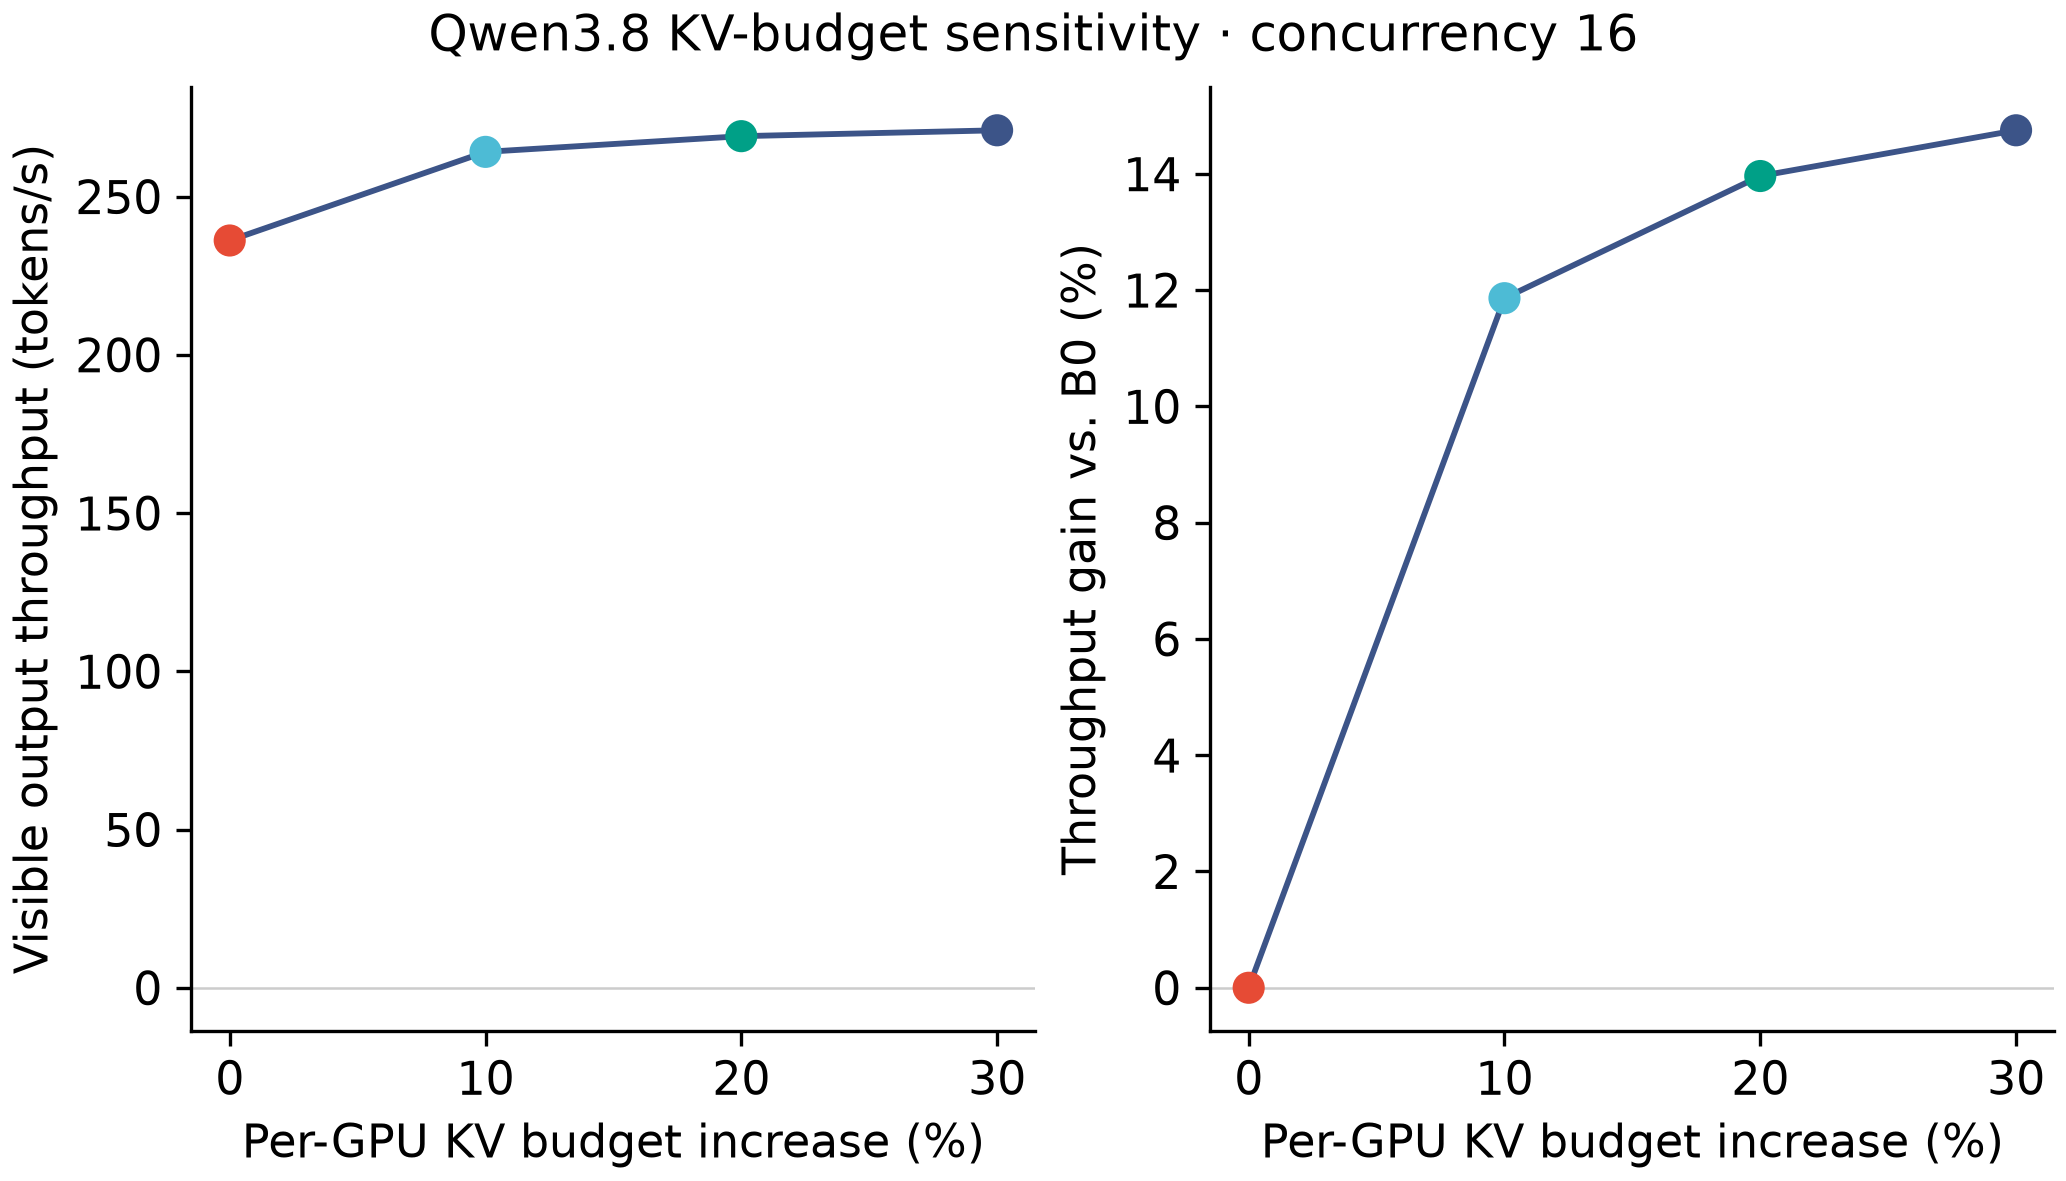 Qwen3.8 KV-budget sensitivity · concurrency 16
Visible output throughput (tokens/s)
250
200
150
100
50
0
0 10 20 30
Per-GPU KV budget increase (%)
Throughput gain vs. B0 (%)
14
12
10
8
6
4
2
0
0 10 20 30
Per-GPU KV budget increase (%)